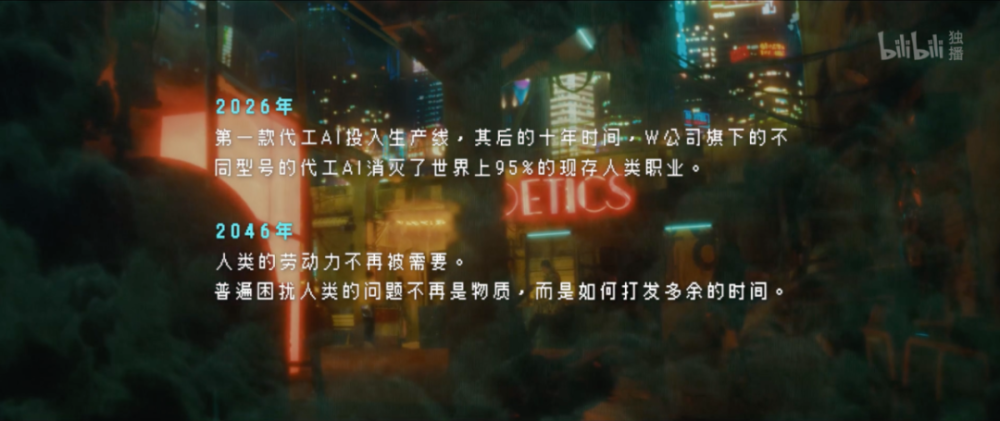 bilibili 独播
2026年
第一款代工AI投入生产线，其后的十年时间，W公司旗下的不
同型号的代工AI消灭了世界上95%的现存人类职业。
OETICS
2046年
人类的劳动力不再被需要。
普遍困扰人类的问题不再是物质，而是如何打发多余的时间。